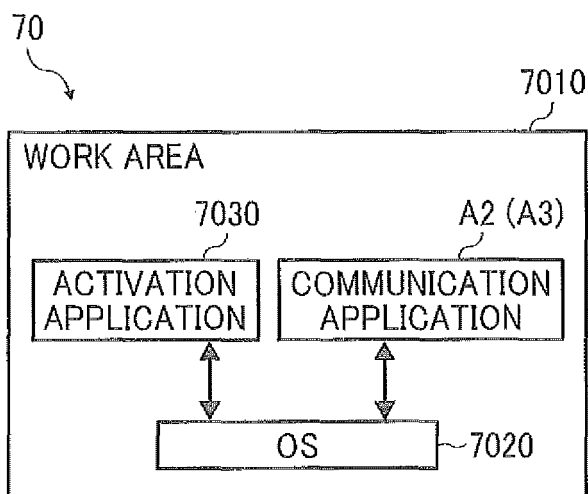 70
7010
WORK AREA
7030
A2 (A3)
ACTIVATION
APPLICATION
COMMUNICATION
APPLICATION
OS
7020